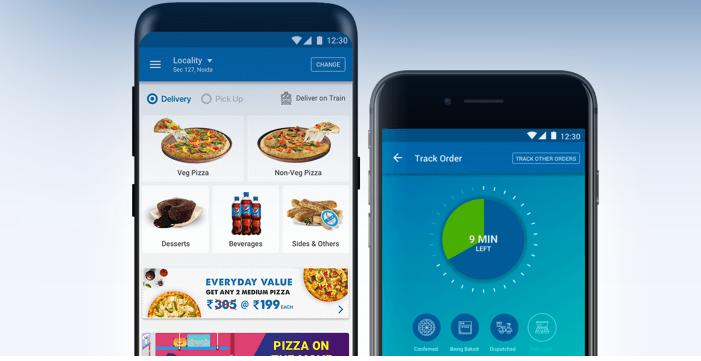 12:30
Locality
Sec 127, Noida
CHANGE
Delivery
Pick Up
Deliver on Train
Veg Pizza
Non-Veg Pizza
Desserts
Beverages
Sides & Others
EVERYDAY VALUE
GET ANY 2 MEDIUM PIZZA
₹305 @ ₹199 EACH
PIZZA ON
12:30
Track Order
TRACK OTHER ORDERS
9 MIN
LEFT
Confirmed
Being Baked
Dispatched